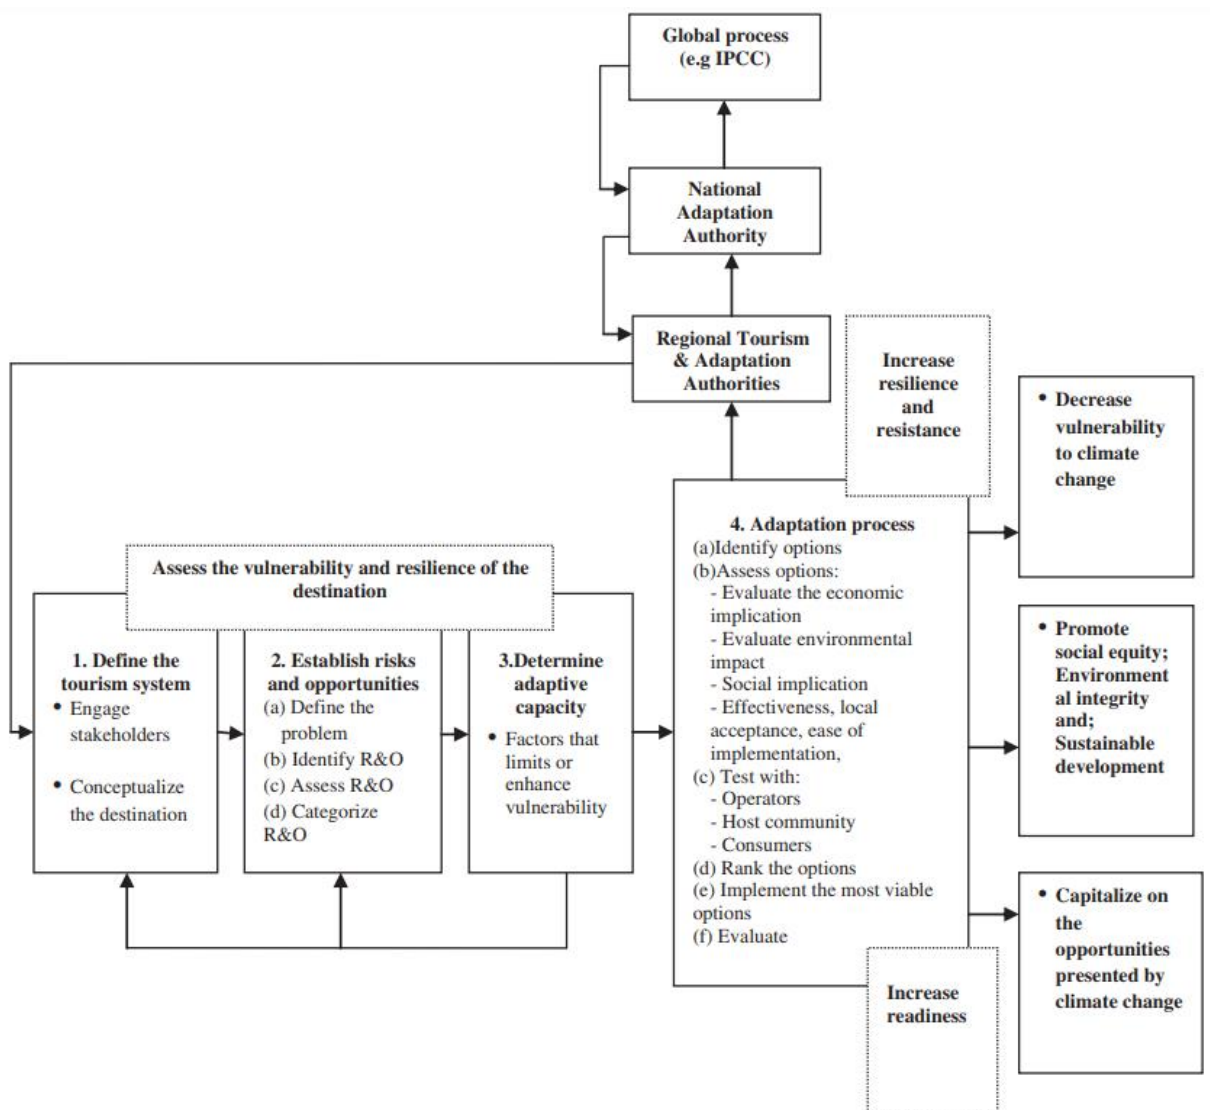 Global process
(e.g IPCC)
National
Adaptation
Authority
Regional Tourism
& Adaptation
Authorities
Increase
resilience
and
resistance
• Decrease
vulnerability
to climate
change
Assess the vulnerability and resilience of the
destination
1. Define the
tourism system
• Engage
stakeholders
• Conceptualize
the destination
2. Establish risks
and opportunities
(a) Define the
problem
(b) Identify R&O
(c) Assess R&O
(d) Categorize
R&O
3.Determine
adaptive
capacity
• Factors that
limits or
enhance
vulnerability
4. Adaptation process
(a)Identify options
(b)Assess options:
- Evaluate the economic
implication
- Evaluate environmental
impact
- Social implication
- Effectiveness, local
acceptance, ease of
implementation,
(c) Test with:
- Operators
- Host community
- Consumers
(d) Rank the options
(e) Implement the most viable
options
(f) Evaluate
• Promote
social equity;
Environment
al integrity
and;
Sustainable
development
• Capitalize on
the
opportunities
presented by
climate change
Increase
readiness